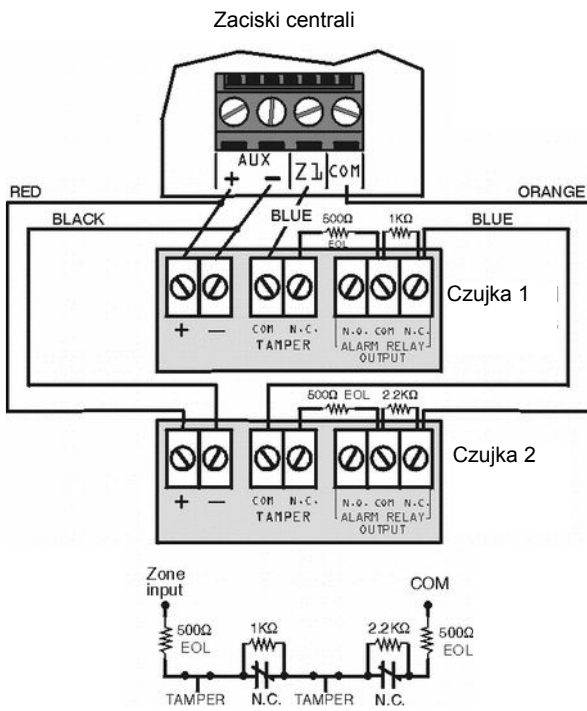 Zaciski centrali
AUX
+ − Z1 COM
RED
ORANGE
BLACK
BLUE
500Ω
EOL
1KΩ
BLUE
Czujka 1
+ −
COM N.C.
TAMPER
N.O. COM N.C.
ALARM RELAY
OUTPUT
500Ω EOL
2.2KΩ
Czujka 2
+ −
COM N.C.
TAMPER
N.O. COM N.C.
ALARM RELAY
OUTPUT
Zone
input
COM
500Ω
EOL
1KΩ
2.2KΩ
500Ω
EOL
TAMPER
N.C.
TAMPER
N.C.